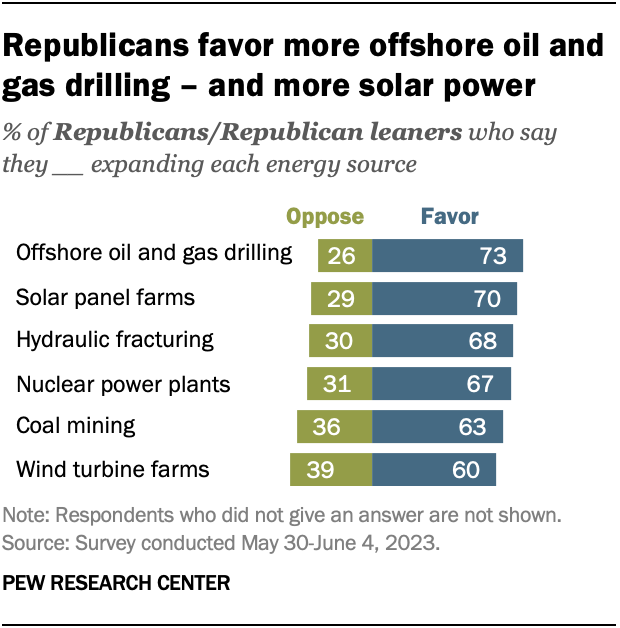 Republicans favor more offshore oil and
gas drilling – and more solar power
% of Republicans/Republican leaners who say
they __ expanding each energy source
Oppose Favor
Offshore oil and gas drilling 26 73
Solar panel farms 29 70
Hydraulic fracturing 30 68
Nuclear power plants 31 67
Coal mining 36 63
Wind turbine farms 39 60
Note: Respondents who did not give an answer are not shown.
Source: Survey conducted May 30-June 4, 2023.
PEW RESEARCH CENTER